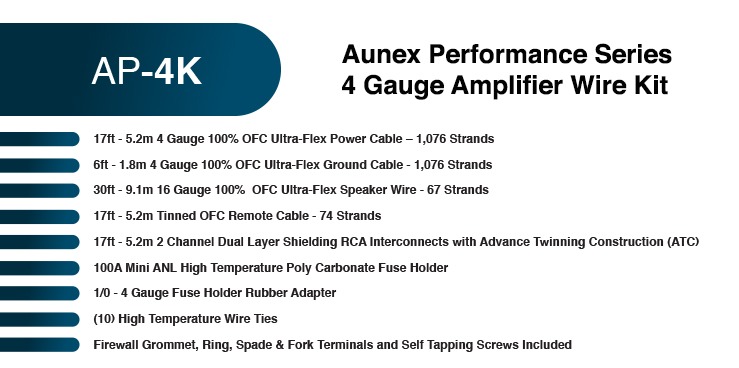 AP-4K
Aunex Performance Series
4 Gauge Amplifier Wire Kit
17ft - 5.2m 4 Gauge 100% OFC Ultra-Flex Power Cable – 1,076 Strands
6ft - 1.8m 4 Gauge 100% OFC Ultra-Flex Ground Cable - 1,076 Strands
30ft - 9.1m 16 Gauge 100%  OFC Ultra-Flex Speaker Wire - 67 Strands
17ft - 5.2m Tinned OFC Remote Cable - 74 Strands
17ft - 5.2m 2 Channel Dual Layer Shielding RCA Interconnects with Advance Twinning Construction (ATC)
100A Mini ANL High Temperature Poly Carbonate Fuse Holder
1/0 - 4 Gauge Fuse Holder Rubber Adapter
(10) High Temperature Wire Ties
Firewall Grommet, Ring, Spade & Fork Terminals and Self Tapping Screws Included